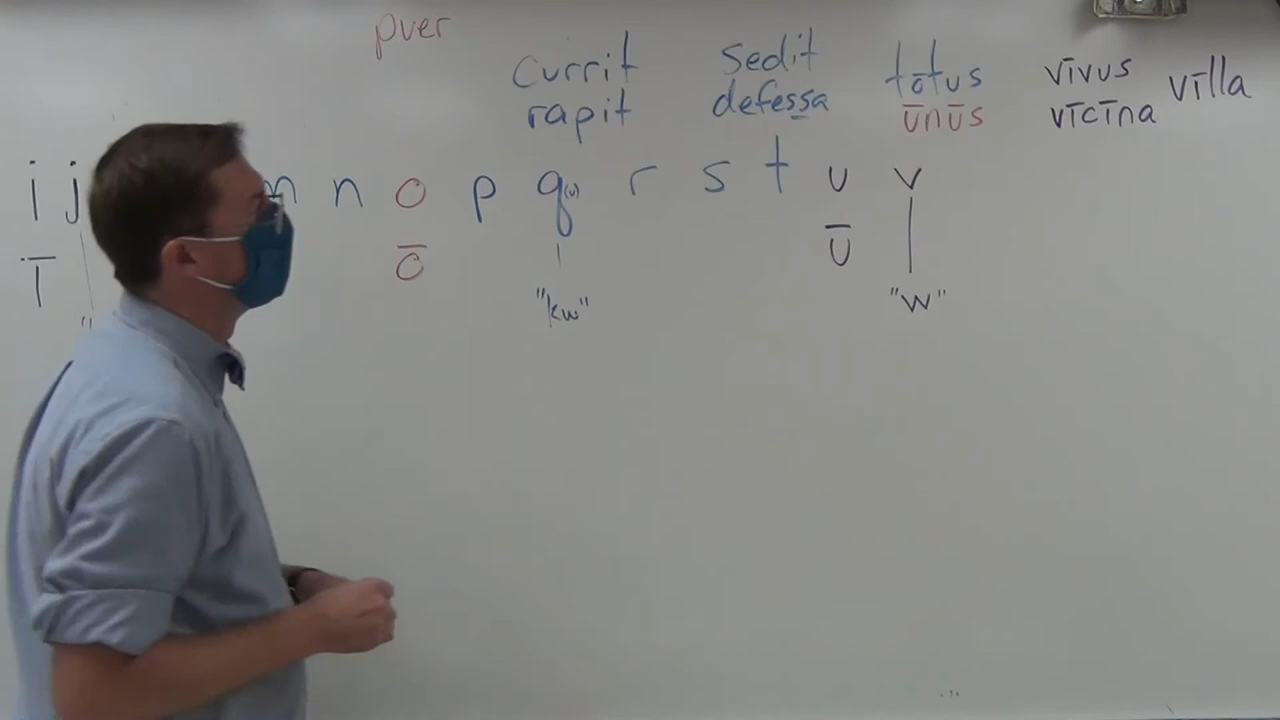 puer
currit sedit tōtus vīvus vīlla
rapit defessa ūnūs vīcīna
i j m n o p q(u) r s t u v
ī ō ū
"kw" "w"